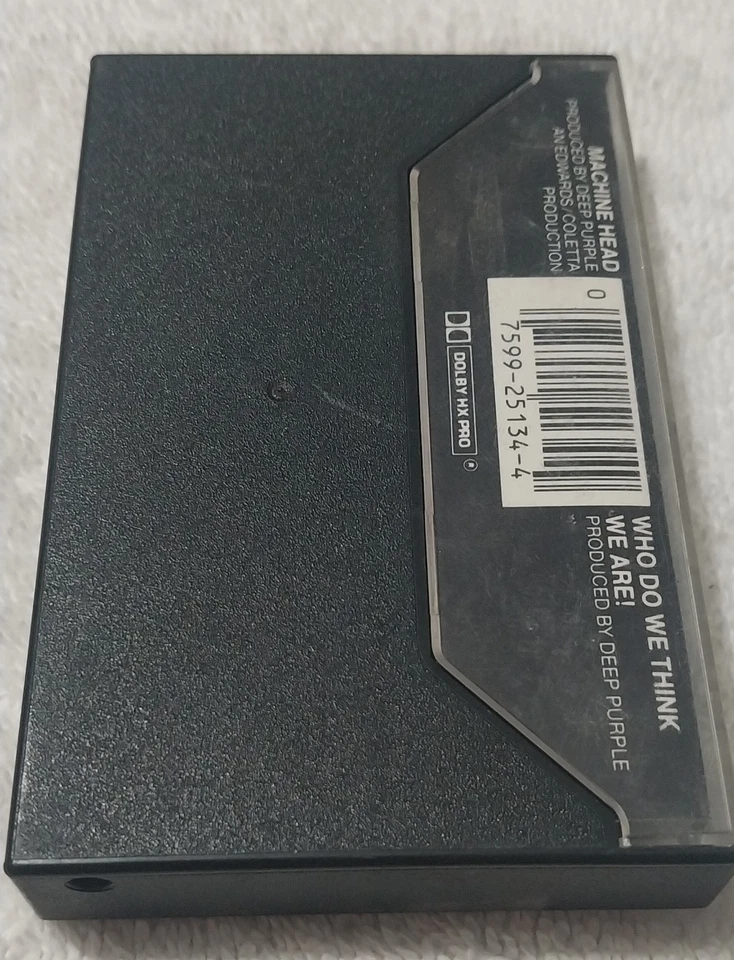 MACHINE HEAD
PRODUCED BY DEEP PURPLE
AN EDWARDS/COLETTA
PRODUCTION
0
7599-25134-4
DOLBY HX PRO
®
WHO DO WE THINK
WE ARE!
PRODUCED BY DEEP PURPLE